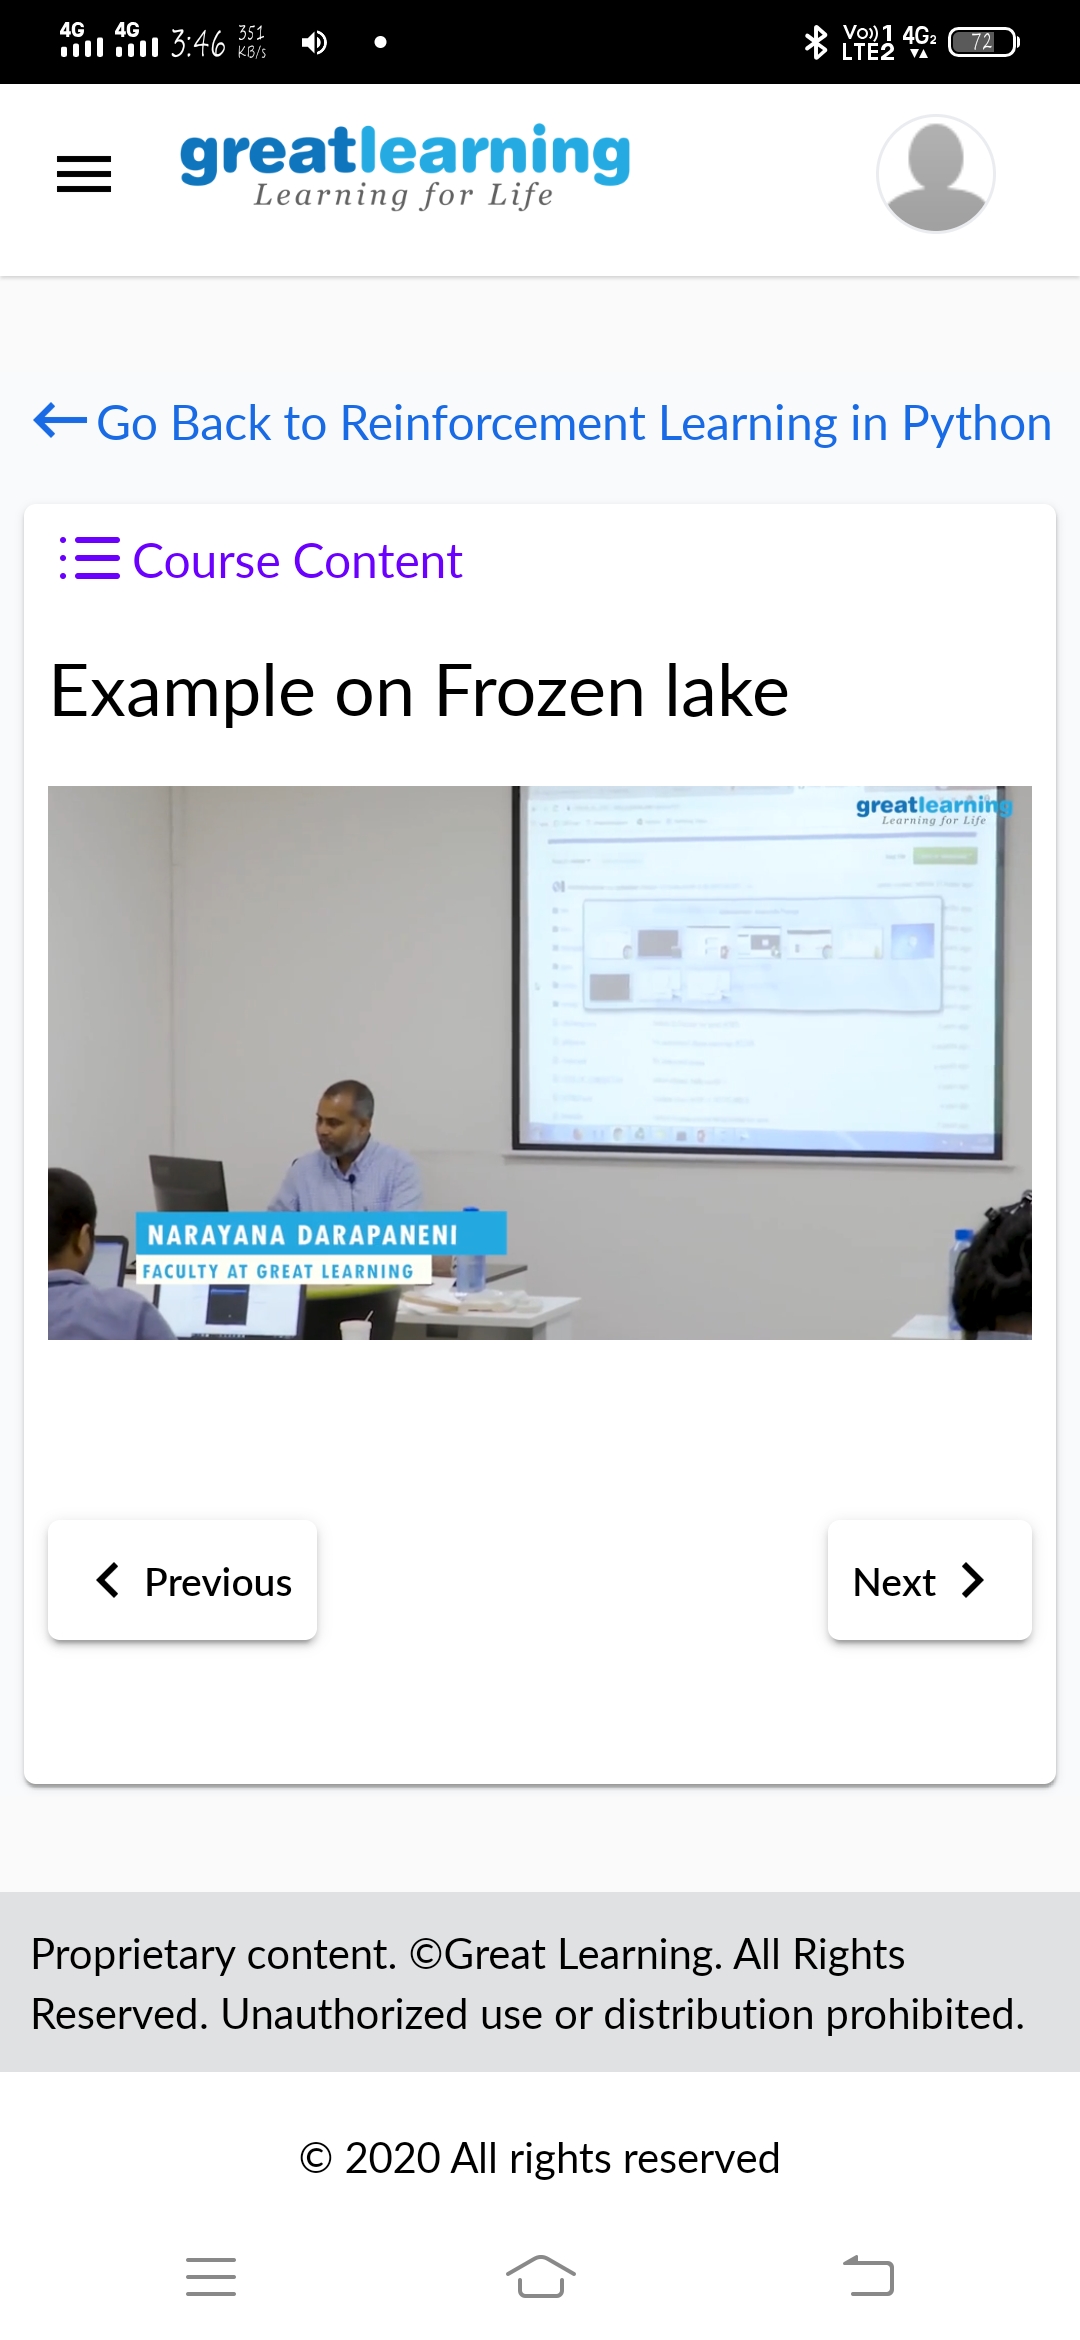 4G 4G 3:46 351 KB/s Vo)) 1 LTE2 4G2 72
greatlearning
Learning for Life
Go Back to Reinforcement Learning in Python
Course Content
Example on Frozen lake
greatlearning
Learning for Life
NARAYANA DARAPANENI
FACULTY AT GREAT LEARNING
Previous
Next
Proprietary content. ©Great Learning. All Rights
Reserved. Unauthorized use or distribution prohibited.
© 2020 All rights reserved